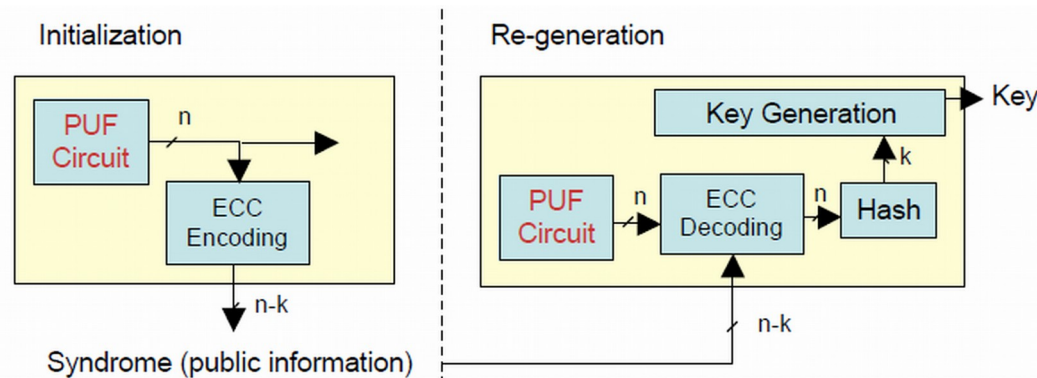 Initialization
PUF
Circuit
n
ECC
Encoding
n-k
Syndrome (public information)
Re-generation
Key Generation
Key
k
PUF
Circuit
n
ECC
Decoding
n
Hash
n-k